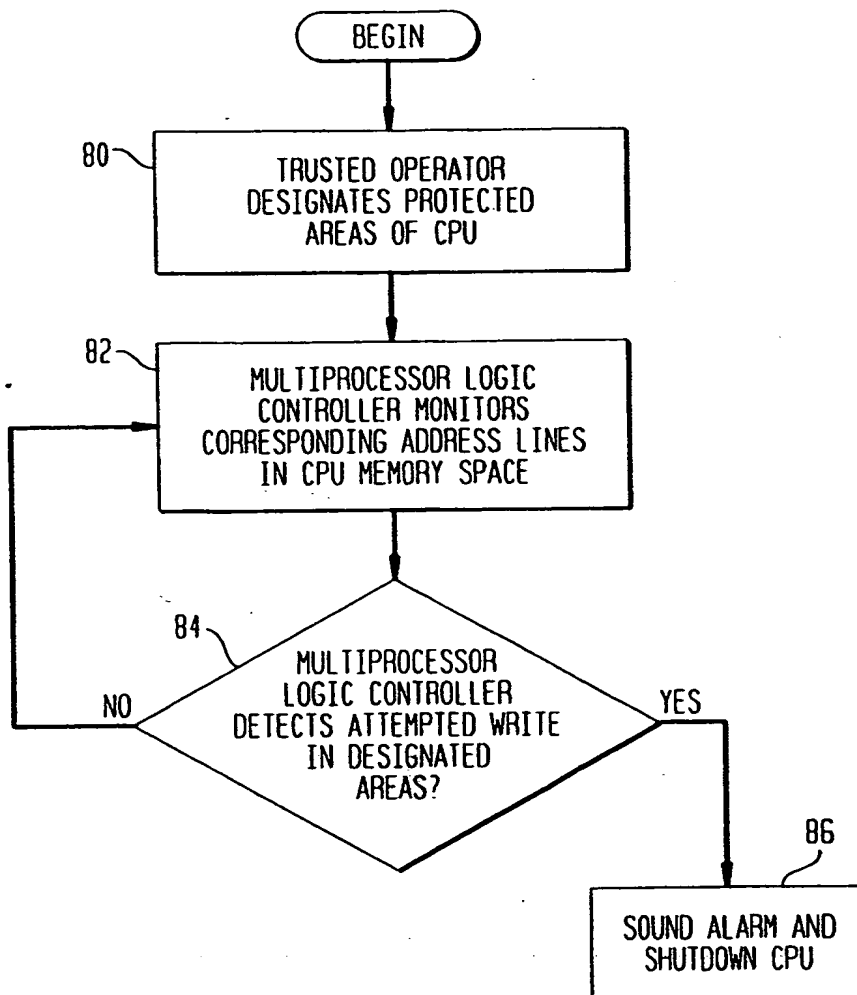 BEGIN
80
TRUSTED OPERATOR
DESIGNATES PROTECTED
AREAS OF CPU
82
MULTIPROCESSOR LOGIC
CONTROLLER MONITORS
CORRESPONDING ADDRESS LINES
IN CPU MEMORY SPACE
84
MULTIPROCESSOR
LOGIC CONTROLLER
DETECTS ATTEMPTED WRITE
IN DESIGNATED
AREAS?
NO
YES
86
SOUND ALARM AND
SHUTDOWN CPU